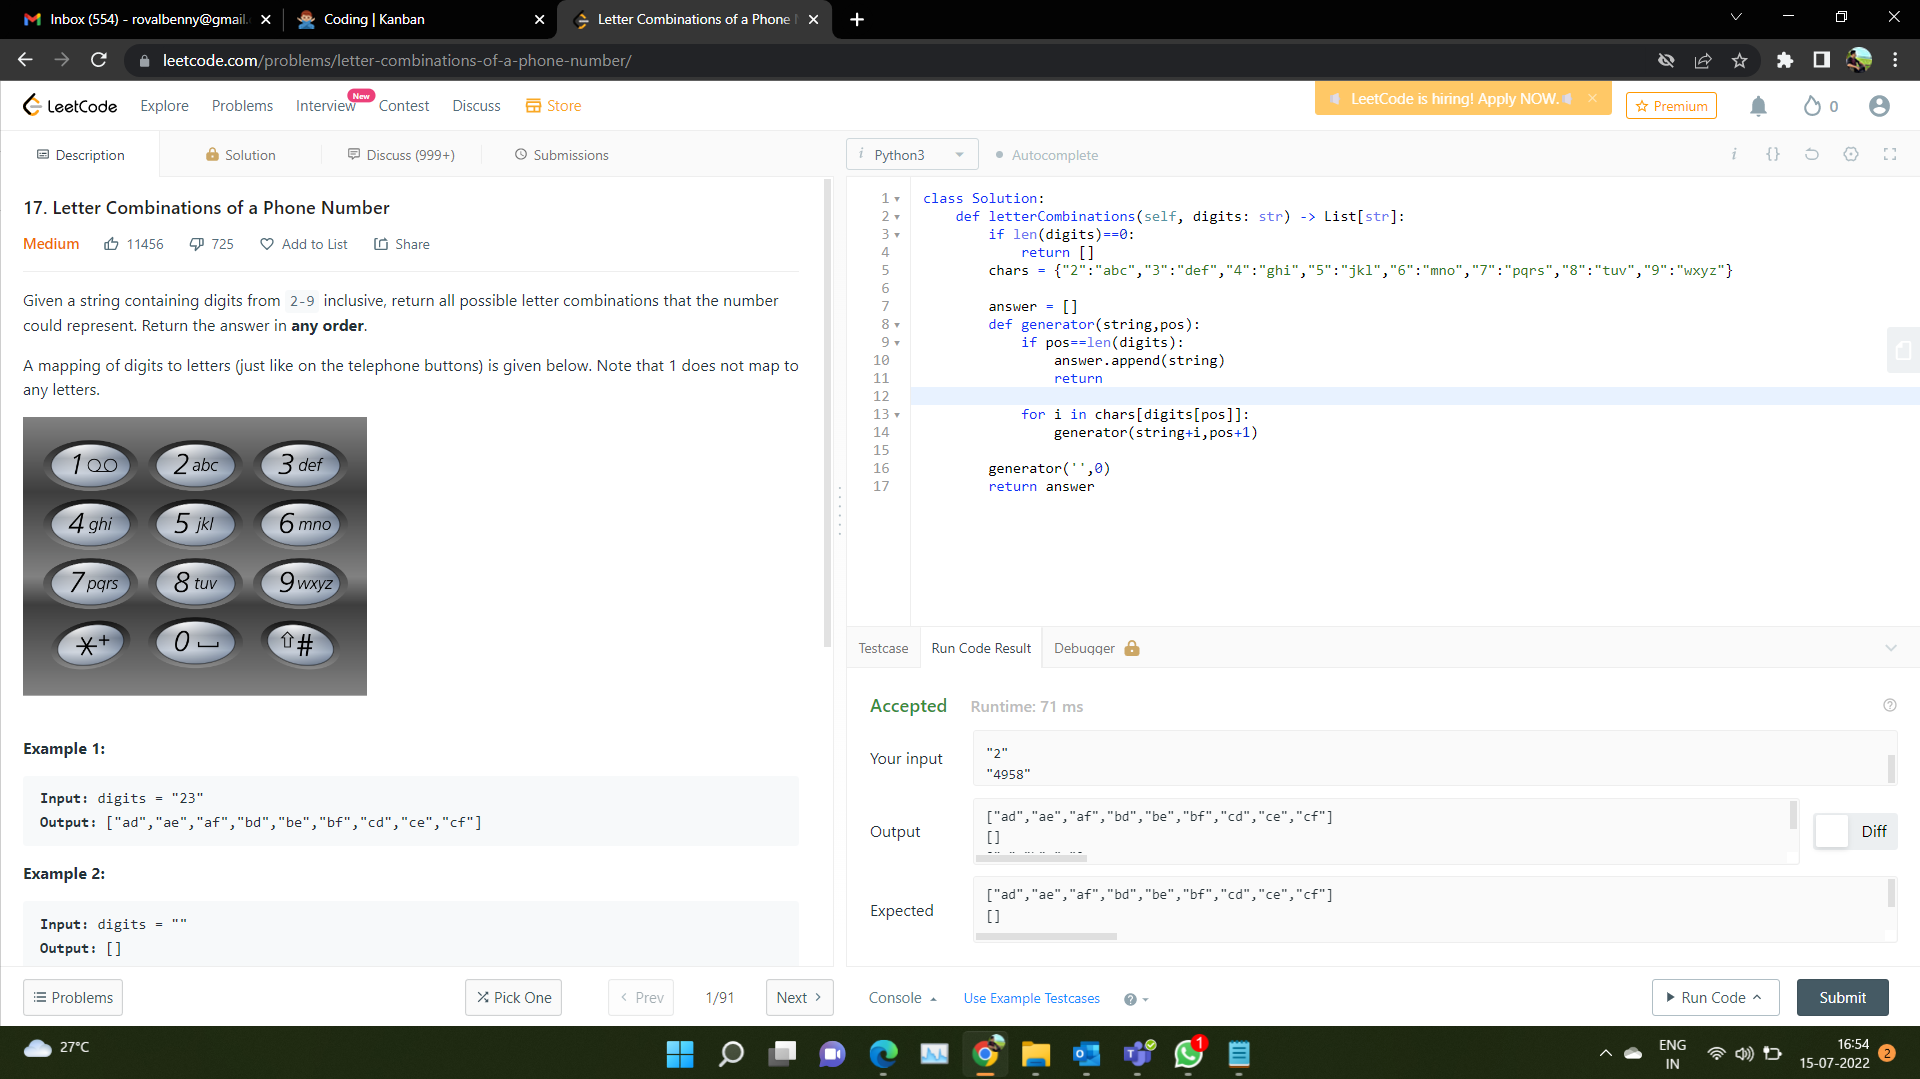 Inbox (554) - rovalbenny@gmail.
Coding | Kanban
Letter Combinations of a Phone
leetcode.com/problems/letter-combinations-of-a-phone-number/
LeetCode
Explore
Problems
Interview
New
Contest
Discuss
Store
LeetCode is hiring! Apply NOW.
Premium
0
Description
Solution
Discuss (999+)
Submissions
i Python3
Autocomplete
i {}
17. Letter Combinations of a Phone Number
Medium
11456
725
Add to List
Share
Given a string containing digits from 2-9 inclusive, return all possible letter combinations that the number
could represent. Return the answer in any order.
A mapping of digits to letters (just like on the telephone buttons) is given below. Note that 1 does not map to
any letters.
1
2 abc
3 def
4 ghi
5 jkl
6 mno
7 pqrs
8 tuv
9 wxyz
*+
0
#
Example 1:
Input: digits = "23"
Output: ["ad","ae","af","bd","be","bf","cd","ce","cf"]
Example 2:
Input: digits = ""
Output: []
Problems
Pick One
< Prev
1/91
Next >
1 class Solution:
2 def letterCombinations(self, digits: str) -> List[str]:
3 if len(digits)==0:
4 return []
5 chars = {"2":"abc","3":"def","4":"ghi","5":"jkl","6":"mno","7":"pqrs","8":"tuv","9":"wxyz"}
6
7 answer = []
8 def generator(string,pos):
9 if pos==len(digits):
10 answer.append(string)
11 return
12
13 for i in chars[digits[pos]]:
14 generator(string+i,pos+1)
15
16 generator('',0)
17 return answer
Testcase
Run Code Result
Debugger
Accepted
Runtime: 71 ms
Your input
"2"
"4958"
Output
["ad","ae","af","bd","be","bf","cd","ce","cf"]
[]
Diff
Expected
["ad","ae","af","bd","be","bf","cd","ce","cf"]
[]
Console
Use Example Testcases
Run Code
Submit
27°C
1
ENG
IN
16:54
15-07-2022
2